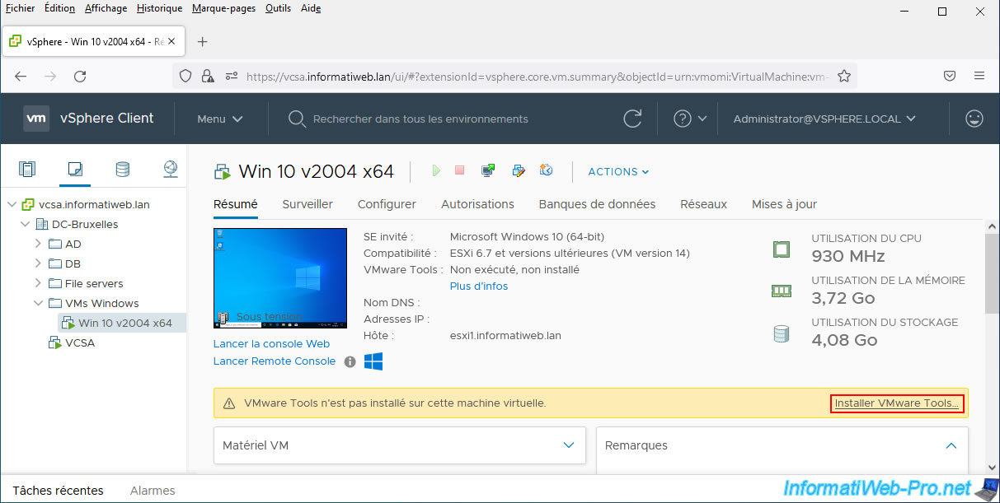 Fichier Édition Affichage Historique Marque-pages Outils Aide
vSphere - Win 10 v2004 x64 - Ré
https://vcsa.informatiweb.lan/ui/#?extensionId=vsphere.core.vm.summary&objectId=urn:vmomi:VirtualMachine:vm-
vm vSphere Client Menu Rechercher dans tous les environnements Administrator@VSPHERE.LOCAL
Win 10 v2004 x64 ACTIONS
Résumé Surveiller Configurer Autorisations Banques de données Réseaux Mises à jour
vcsa.informatiweb.lan
DC-Bruxelles
AD
DB
File servers
VMs Windows
Win 10 v2004 x64
VCSA
Sous tension
Lancer la console Web
Lancer Remote Console
SE invité : Microsoft Windows 10 (64-bit)
Compatibilité : ESXi 6.7 et versions ultérieures (VM version 14)
VMware Tools : Non exécuté, non installé
Plus d'infos
Nom DNS :
Adresses IP :
Hôte : esxi1.informatiweb.lan
UTILISATION DU CPU
930 MHz
UTILISATION DE LA MÉMOIRE
3,72 Go
UTILISATION DU STOCKAGE
4,08 Go
VMware Tools n'est pas installé sur cette machine virtuelle. Installer VMware Tools...
Matériel VM Remarques
Tâches récentes Alarmes
InformatiWeb-Pro.net